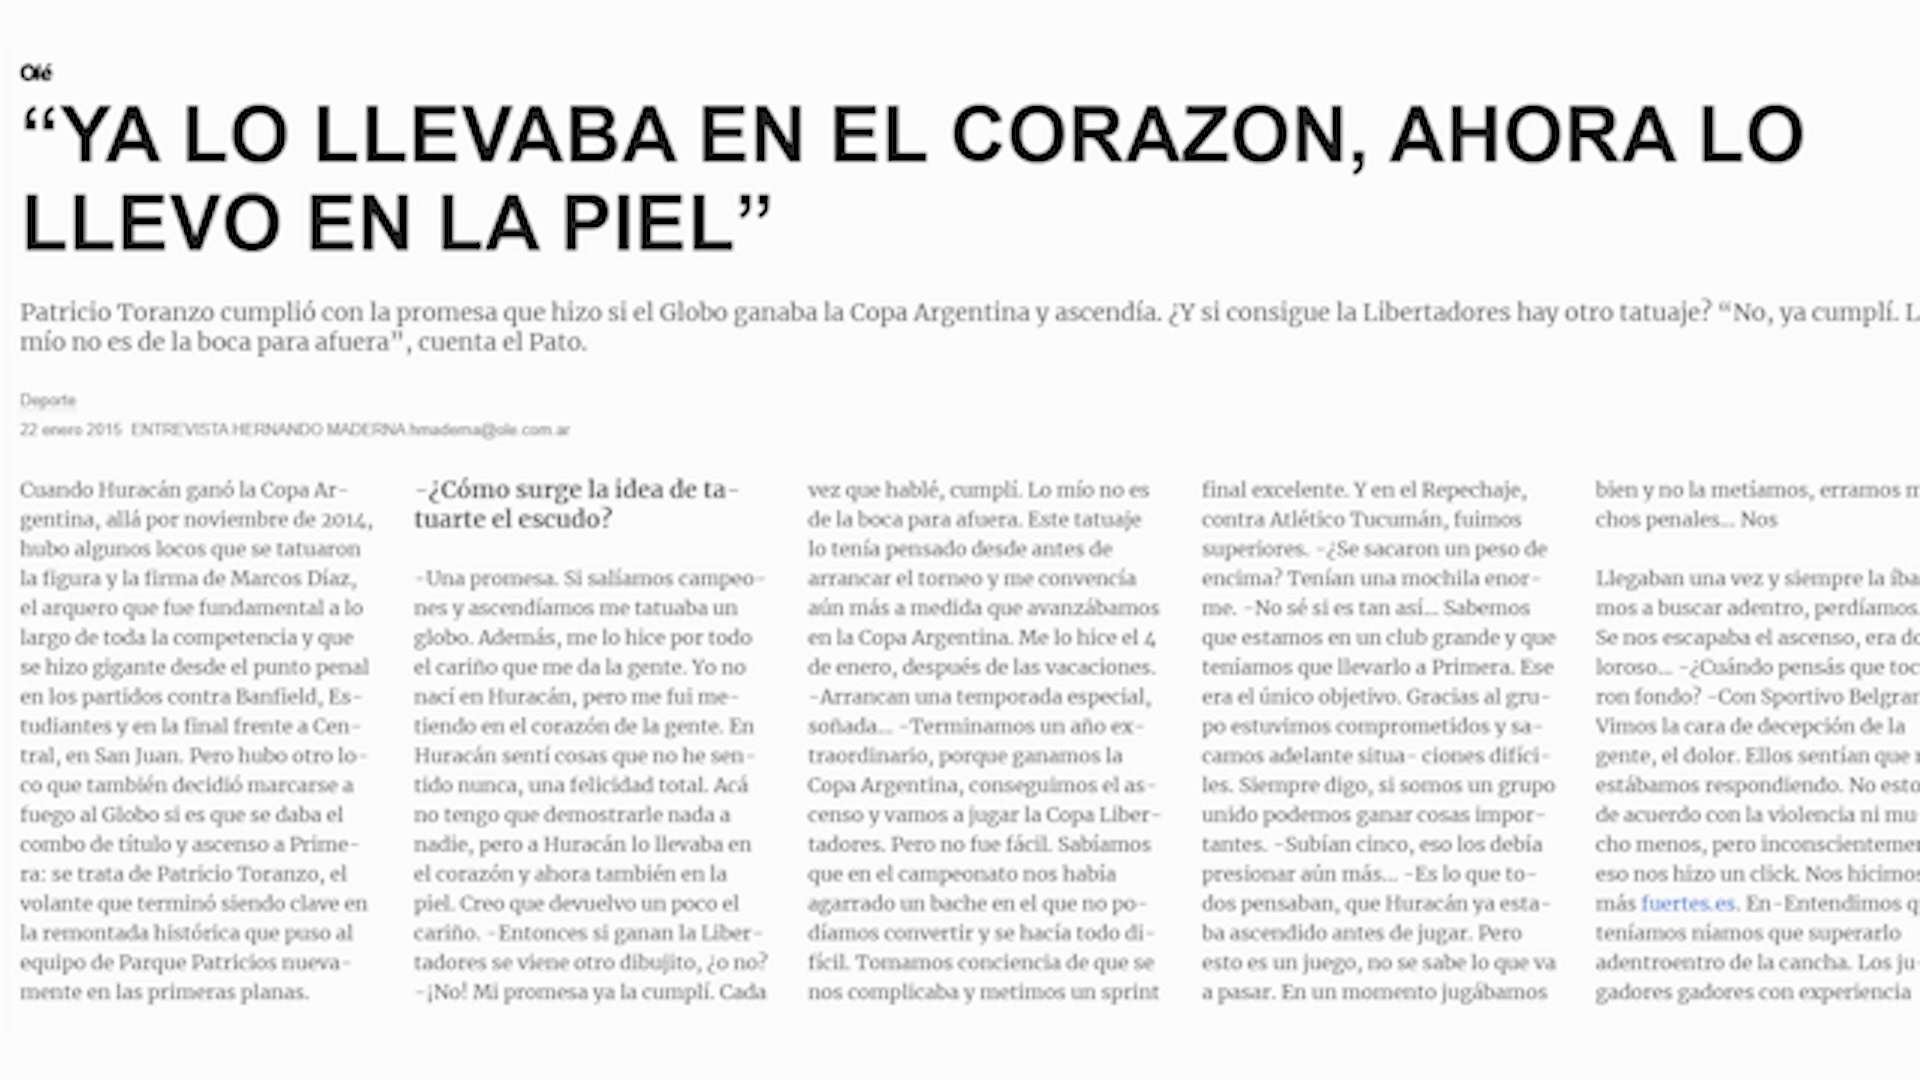 Olé
“YA LO LLEVABA EN EL CORAZON, AHORA LO
LLEVO EN LA PIEL”
Patricio Toranzo cumplió con la promesa que hizo si el Globo ganaba la Copa Argentina y ascendía. ¿Y si consigue la Libertadores hay otro tatuaje? “No, ya cumplí. L
mío no es de la boca para afuera”, cuenta el Pato.
Deporte
22 enero 2015 ENTREVISTA HERNANDO MADERNA hmaderna@ole.com.ar
Cuando Huracán ganó la Copa Ar-
gentina, allá por noviembre de 2014,
hubo algunos locos que se tatuaron
la figura y la firma de Marcos Díaz,
el arquero que fue fundamental a lo
largo de toda la competencia y que
se hizo gigante desde el punto penal
en los partidos contra Banfield, Es-
tudiantes y en la final frente a Cen-
tral, en San Juan. Pero hubo otro lo-
co que también decidió marcarse a
fuego al Globo si es que se daba el
combo de título y ascenso a Prime-
ra: se trata de Patricio Toranzo, el
volante que terminó siendo clave en
la remontada histórica que puso al
equipo de Parque Patricios nueva-
mente en las primeras planas.
-¿Cómo surge la idea de ta-
tuarte el escudo?
-Una promesa. Si salíamos campeo-
nes y ascendíamos me tatuaba un
globo. Además, me lo hice por todo
el cariño que me da la gente. Yo no
nací en Huracán, pero me fui me-
tiendo en el corazón de la gente. En
Huracán sentí cosas que no he sen-
tido nunca, una felicidad total. Acá
no tengo que demostrarle nada a
nadie, pero a Huracán lo llevaba en
el corazón y ahora también en la
piel. Creo que devuelvo un poco el
cariño. -Entonces si ganan la Liber-
tadores se viene otro dibujito, ¿o no?
-¡No! Mi promesa ya la cumplí. Cada
vez que hablé, cumplí. Lo mío no es
de la boca para afuera. Este tatuaje
lo tenía pensado desde antes de
arrancar el torneo y me convencía
aún más a medida que avanzábamos
en la Copa Argentina. Me lo hice el 4
de enero, después de las vacaciones.
-Arrancan una temporada especial,
soñada... -Terminamos un año ex-
traordinario, porque ganamos la
Copa Argentina, conseguimos el as-
censo y vamos a jugar la Copa Liber-
tadores. Pero no fue fácil. Sabíamos
que en el campeonato nos había
agarrado un bache en el que no po-
díamos convertir y se hacía todo di-
fícil. Tomamos conciencia de que se
nos complicaba y metimos un sprint
final excelente. Y en el Repechaje,
contra Atlético Tucumán, fuimos
superiores. -¿Se sacaron un peso de
encima? Tenían una mochila enor-
me. -No sé si es tan así... Sabemos
que estamos en un club grande y que
teníamos que llevarlo a Primera. Ese
era el único objetivo. Gracias al gru-
po estuvimos comprometidos y sa-
camos adelante situa- ciones difíci-
les. Siempre digo, si somos un grupo
unido podemos ganar cosas impor-
tantes. -Subían cinco, eso los debía
presionar aún más... -Es lo que to-
dos pensaban, que Huracán ya esta-
ba ascendido antes de jugar. Pero
esto es un juego, no se sabe lo que va
a pasar. En un momento jugábamos
bien y no la metíamos, erramos m
chos penales... Nos
Llegaban una vez y siempre la íba
mos a buscar adentro, perdíamos.
Se nos escapaba el ascenso, era do
loroso... -¿Cuándo pensás que toc
ron fondo? -Con Sportivo Belgran
Vimos la cara de decepción de la
gente, el dolor. Ellos sentían que n
estábamos respondiendo. No esto
de acuerdo con la violencia ni mu-
cho menos, pero inconscientemen
eso nos hizo un click. Nos hicimos
más fuertes.es. En-Entendimos q
teníamos níamos que superarlo
adentroentro de la cancha. Los ju-
gadores gadores con experiencia